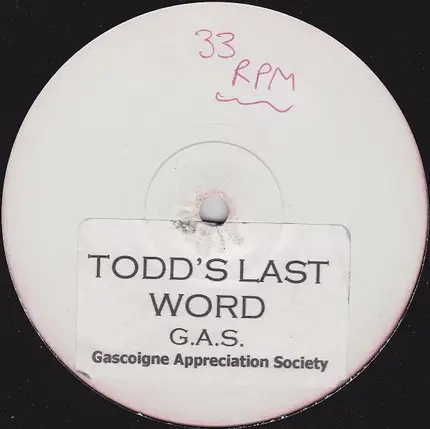 33
RPM
TODD'S LAST
WORD
G.A.S.
Gascoigne Appreciation Society